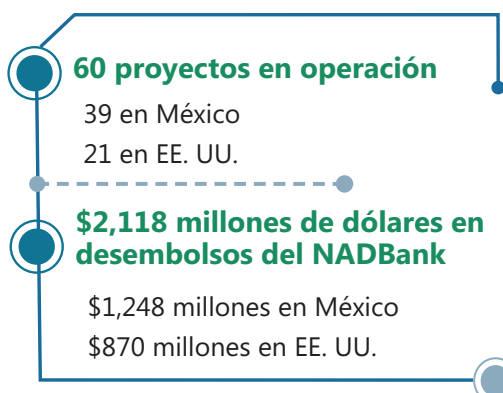 60 proyectos en operación
39 en México
21 en EE. UU.
$2,118 millones de dólares en
desembolsos del NADBank
$1,248 millones en México
$870 millones en EE. UU.